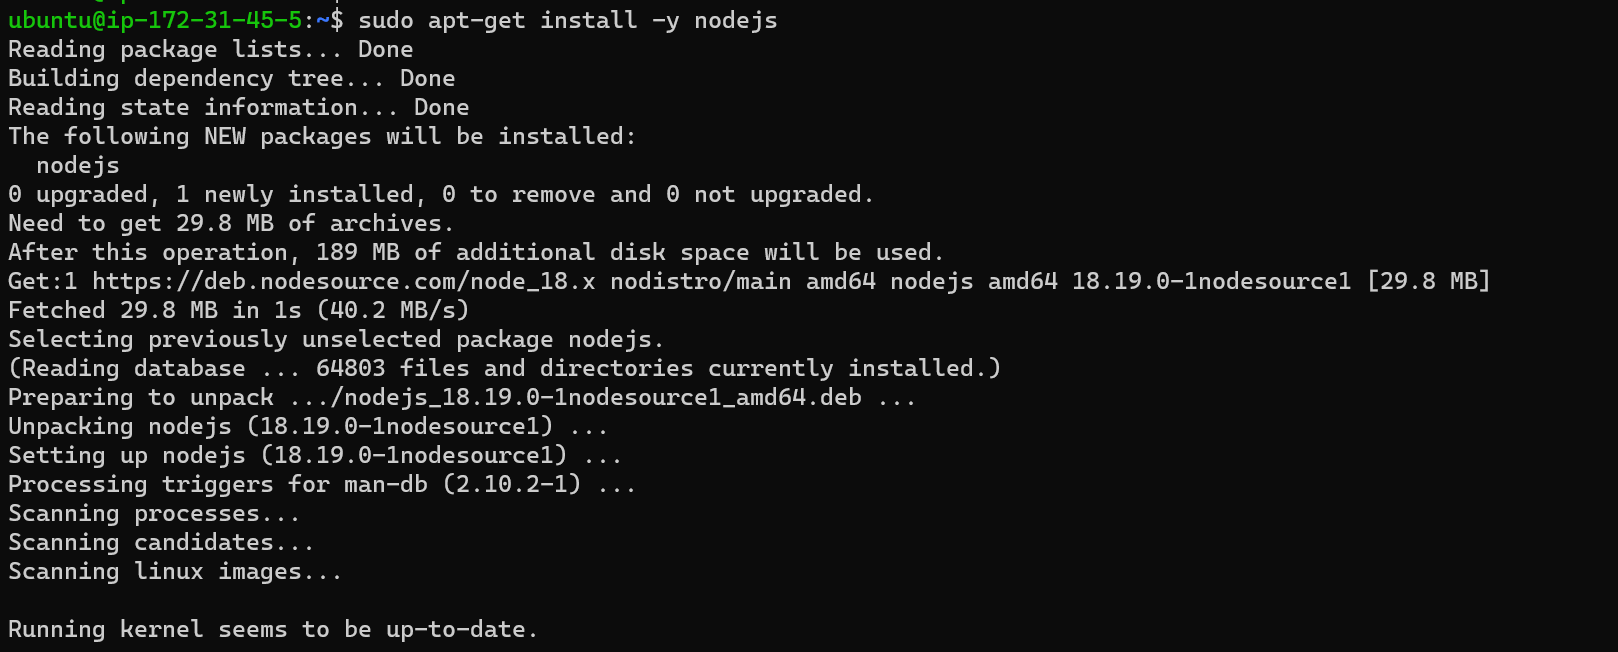 ubuntu@ip-172-31-45-5:~$ sudo apt-get install -y nodejs
Reading package lists... Done
Building dependency tree... Done
Reading state information... Done
The following NEW packages will be installed:
  nodejs
0 upgraded, 1 newly installed, 0 to remove and 0 not upgraded.
Need to get 29.8 MB of archives.
After this operation, 189 MB of additional disk space will be used.
Get:1 https://deb.nodesource.com/node_18.x nodistro/main amd64 nodejs amd64 18.19.0-1nodesource1 [29.8 MB]
Fetched 29.8 MB in 1s (40.2 MB/s)
Selecting previously unselected package nodejs.
(Reading database ... 64803 files and directories currently installed.)
Preparing to unpack .../nodejs_18.19.0-1nodesource1_amd64.deb ...
Unpacking nodejs (18.19.0-1nodesource1) ...
Setting up nodejs (18.19.0-1nodesource1) ...
Processing triggers for man-db (2.10.2-1) ...
Scanning processes...
Scanning candidates...
Scanning linux images...

Running kernel seems to be up-to-date.